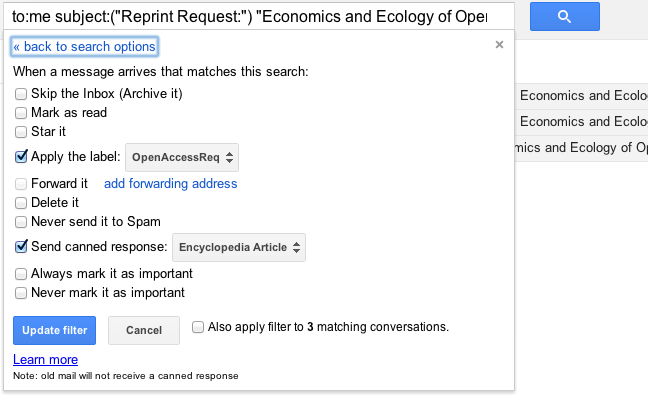 to:me subject:("Reprint Request:") "Economics and Ecology of Oper
« back to search options
×
When a message arrives that matches this search:
Skip the Inbox (Archive it)
Mark as read
Star it
Apply the label: OpenAccessReq
Forward it add forwarding address
Delete it
Never send it to Spam
Send canned response: Encyclopedia Article
Always mark it as important
Never mark it as important
Update filter Cancel Also apply filter to 3 matching conversations.
Learn more
Note: old mail will not receive a canned response
Economics and Ecolo
Economics and Ecolo
mics and Ecology of Op